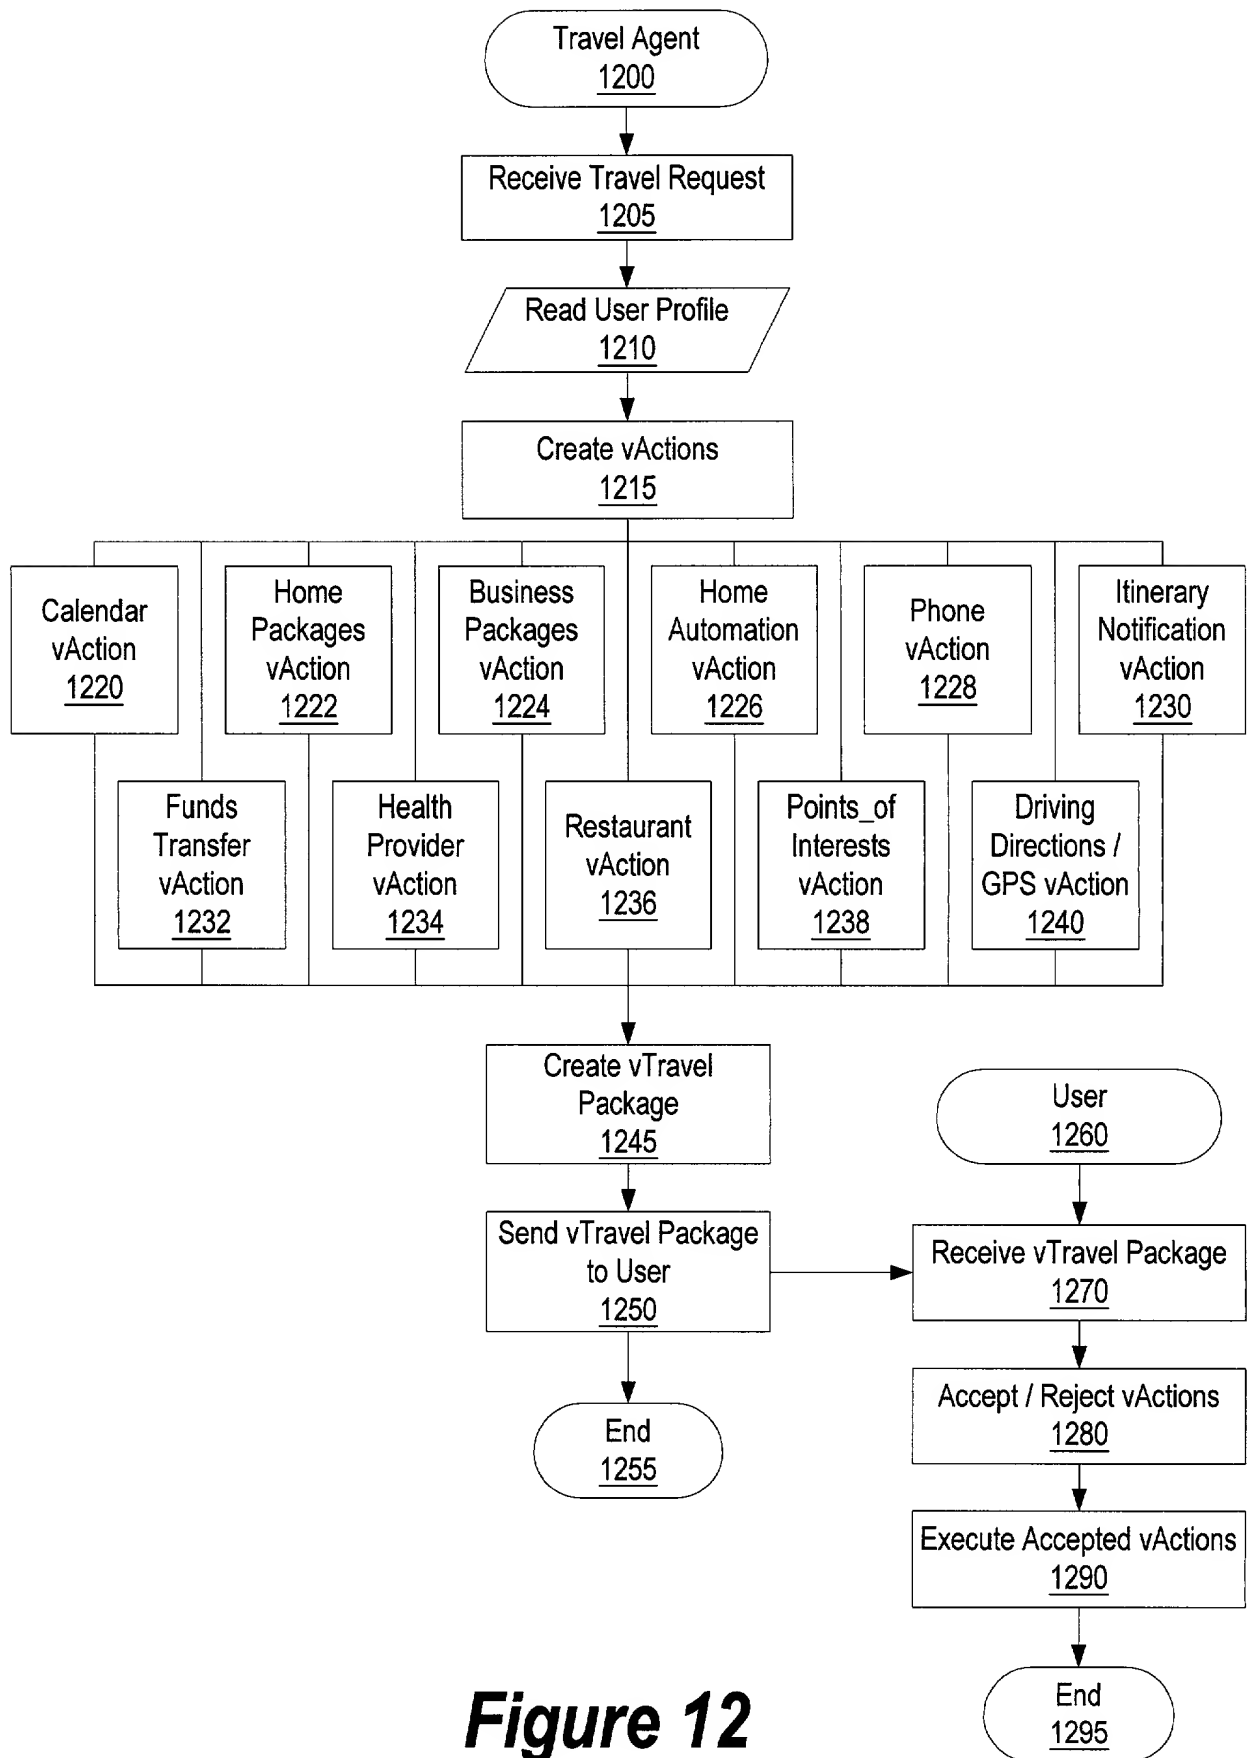 Travel Agent
1200
Receive Travel Request
1205
Read User Profile
1210
Create vActions
1215
Calendar
vAction
1220
Home
Packages
vAction
1222
Business
Packages
vAction
1224
Home
Automation
vAction
1226
Phone
vAction
1228
Itinerary
Notification
vAction
1230
Funds
Transfer
vAction
1232
Health
Provider
vAction
1234
Restaurant
vAction
1236
Points_of
Interests
vAction
1238
Driving
Directions /
GPS vAction
1240
Create vTravel
Package
1245
Send vTravel Package
to User
1250
End
1255
User
1260
Receive vTravel Package
1270
Accept / Reject vActions
1280
Execute Accepted vActions
1290
End
1295
Figure 12